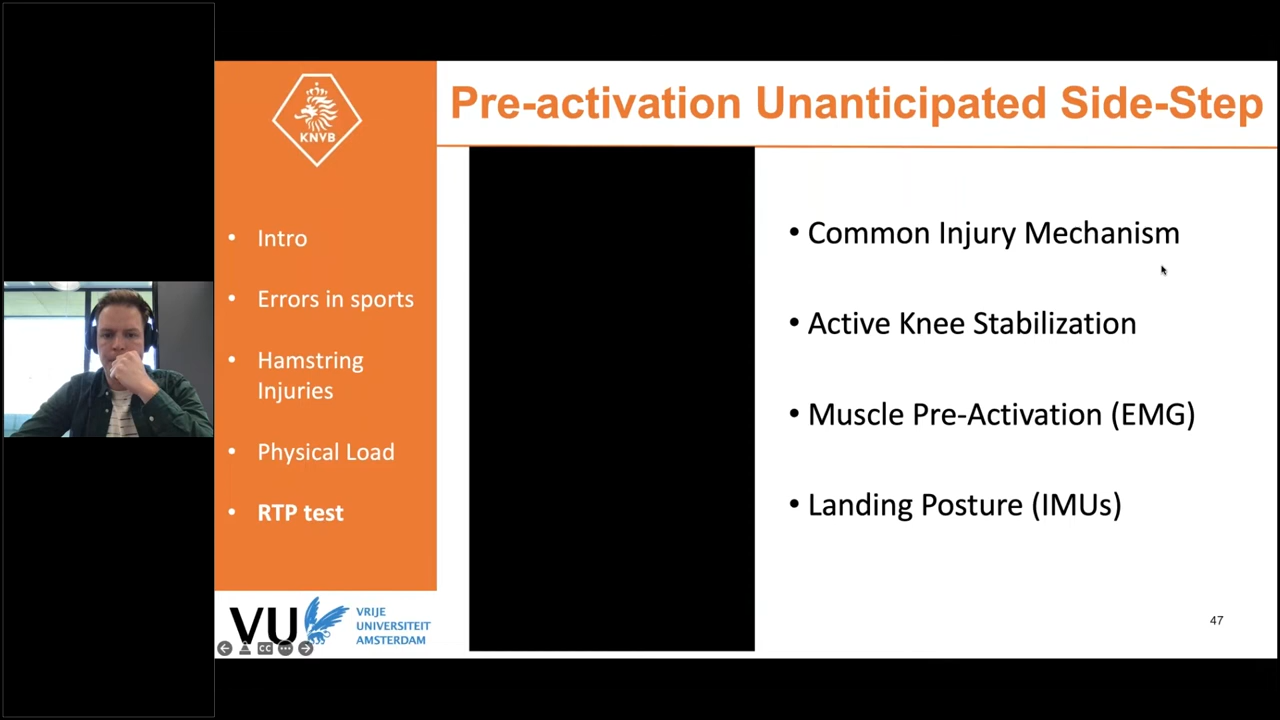 KNVB
Pre-activation Unanticipated Side-Step
• Intro
• Errors in sports
• Hamstring
Injuries
• Physical Load
• RTP test
• Common Injury Mechanism
• Active Knee Stabilization
• Muscle Pre-Activation (EMG)
• Landing Posture (IMUs)
VU
VRIJE
UNIVERSITEIT
AMSTERDAM
CC
47